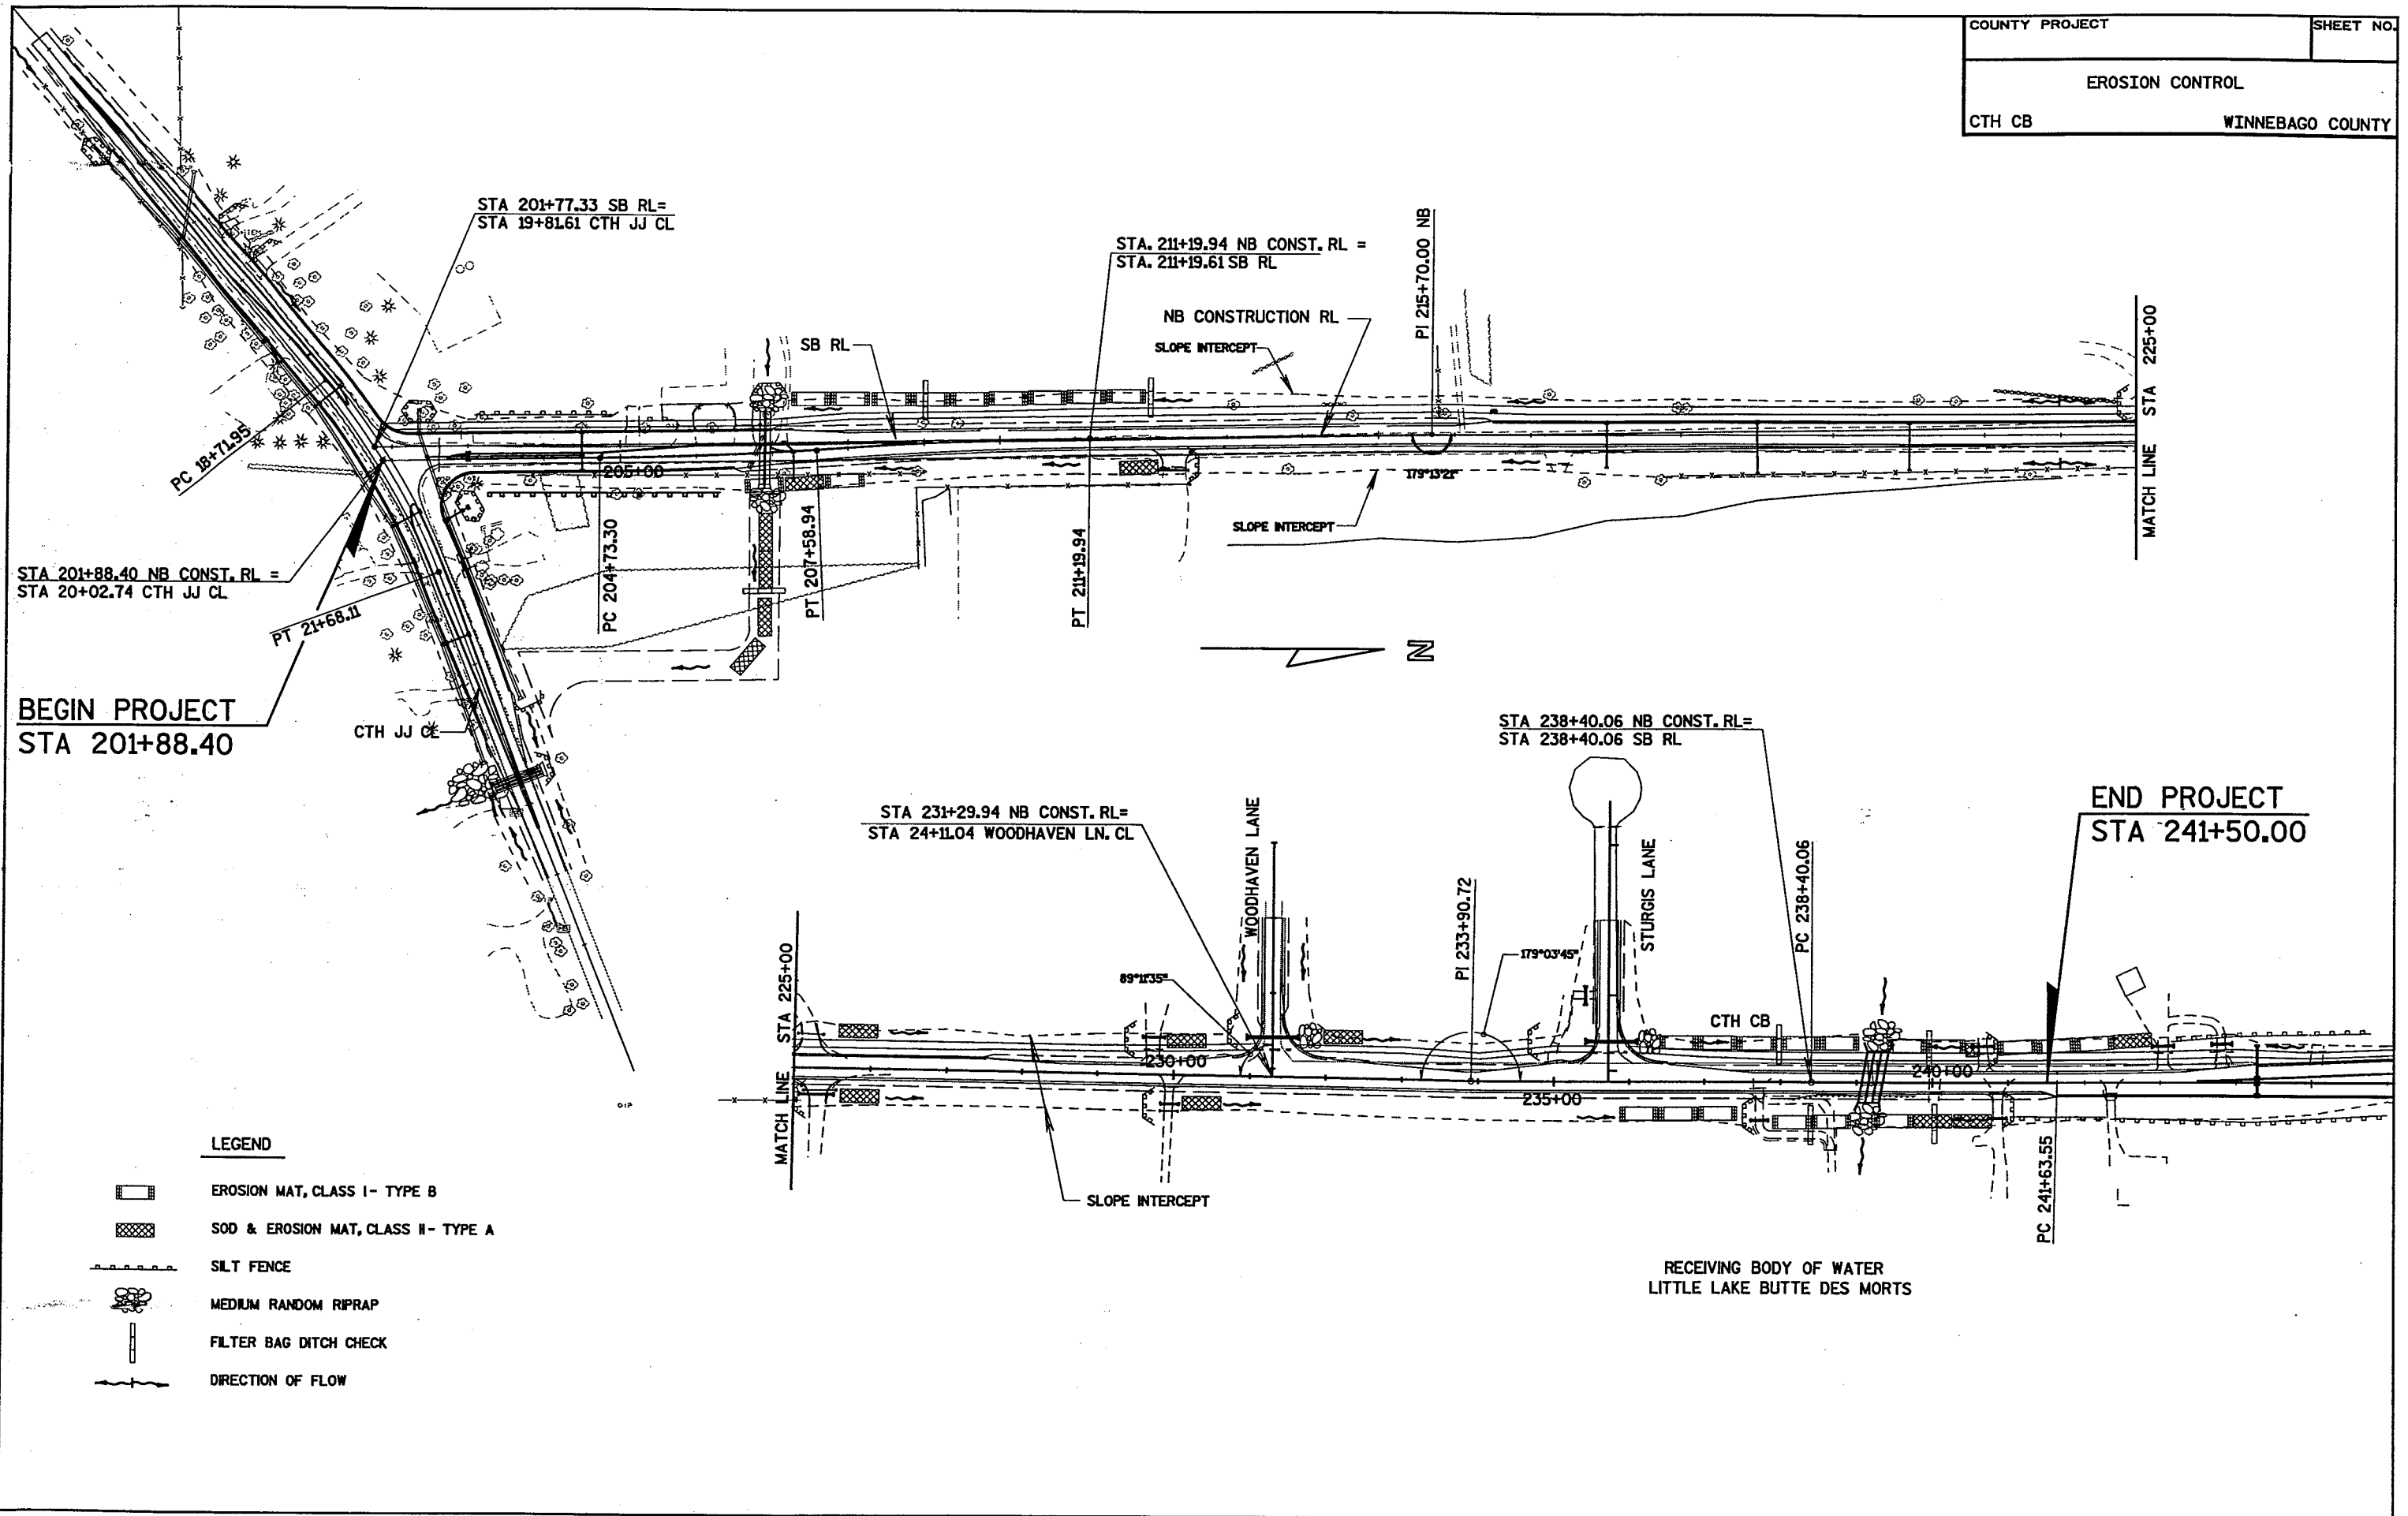 COUNTY PROJECT
SHEET NO.
EROSION CONTROL
CTH CB
WINNEBAGO COUNTY
STA 201+77.33 SB RL=
STA 19+81.61 CTH JJ CL
STA. 211+19.94 NB CONST. RL =
STA. 211+19.61 SB RL
PI 215+70.00 NB
NB CONSTRUCTION RL
SB RL
SLOPE INTERCEPT
MATCH LINE STA 225+00
PC 18+71.95
205+00
179°13'21"
SLOPE INTERCEPT
PC 204+73.30
PT 207+58.94
PT 211+19.94
STA 201+88.40 NB CONST. RL =
STA 20+02.74 CTH JJ CL
PT 21+68.11
N
BEGIN PROJECT
STA 201+88.40
CTH JJ CL
STA 238+40.06 NB CONST. RL=
STA 238+40.06 SB RL
END PROJECT
STA 241+50.00
STA 231+29.94 NB CONST. RL=
STA 24+11.04 WOODHAVEN LN. CL
WOODHAVEN LANE
PI 233+90.72
STURGIS LANE
PC 238+40.06
179°03'45"
89°11'35"
MATCH LINE STA 225+00
CTH CB
230+00
235+00
240+00
SLOPE INTERCEPT
PC 241+63.55
RECEIVING BODY OF WATER
LITTLE LAKE BUTTE DES MORTS
LEGEND
EROSION MAT, CLASS I- TYPE B
SOD & EROSION MAT, CLASS II- TYPE A
SILT FENCE
MEDIUM RANDOM RIPRAP
FILTER BAG DITCH CHECK
DIRECTION OF FLOW